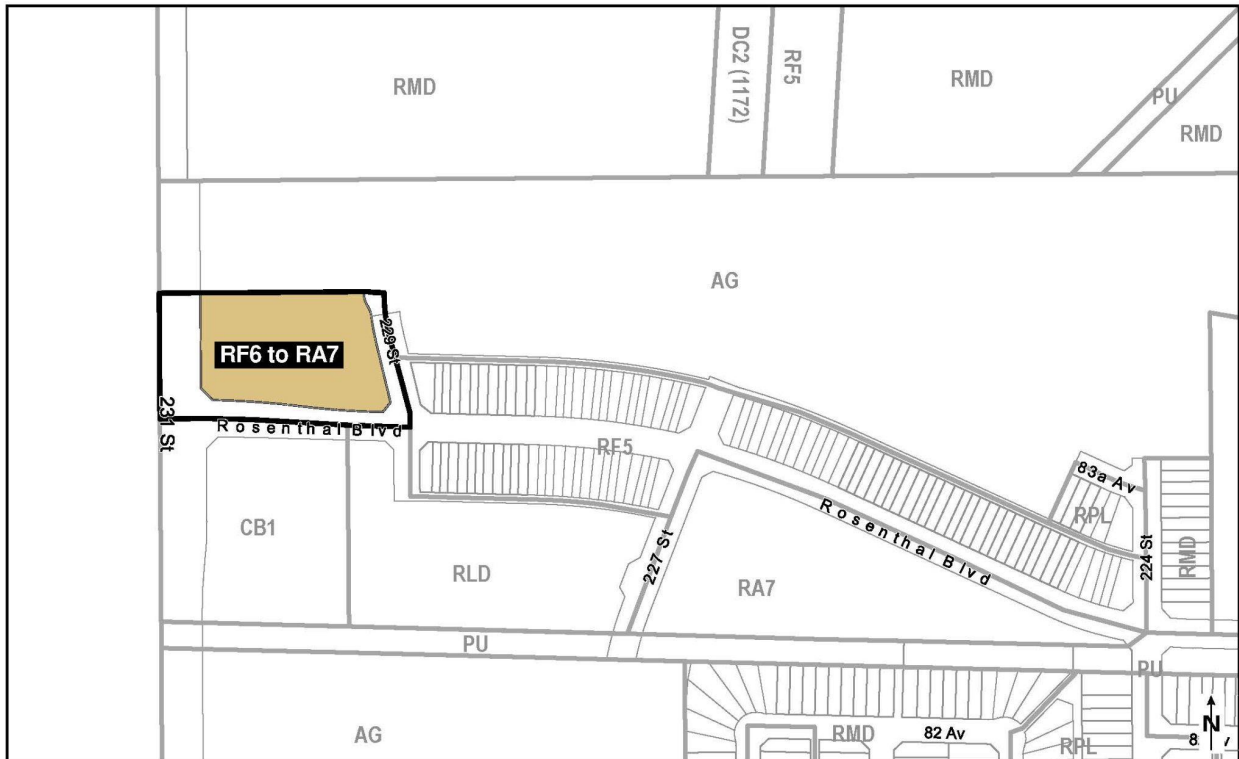 RMD
DC2 (1172)
RF5
RMD
PU
RMD
AG
RF6 to RA7
229 St
231 St
Rosenthal Blvd
RF5
83a Av
RPL
CB1
Rosenthal Blvd
224 St
RMD
RLD
227 St
RA7
PU
PU
AG
RMD
82 Av
RPL
N